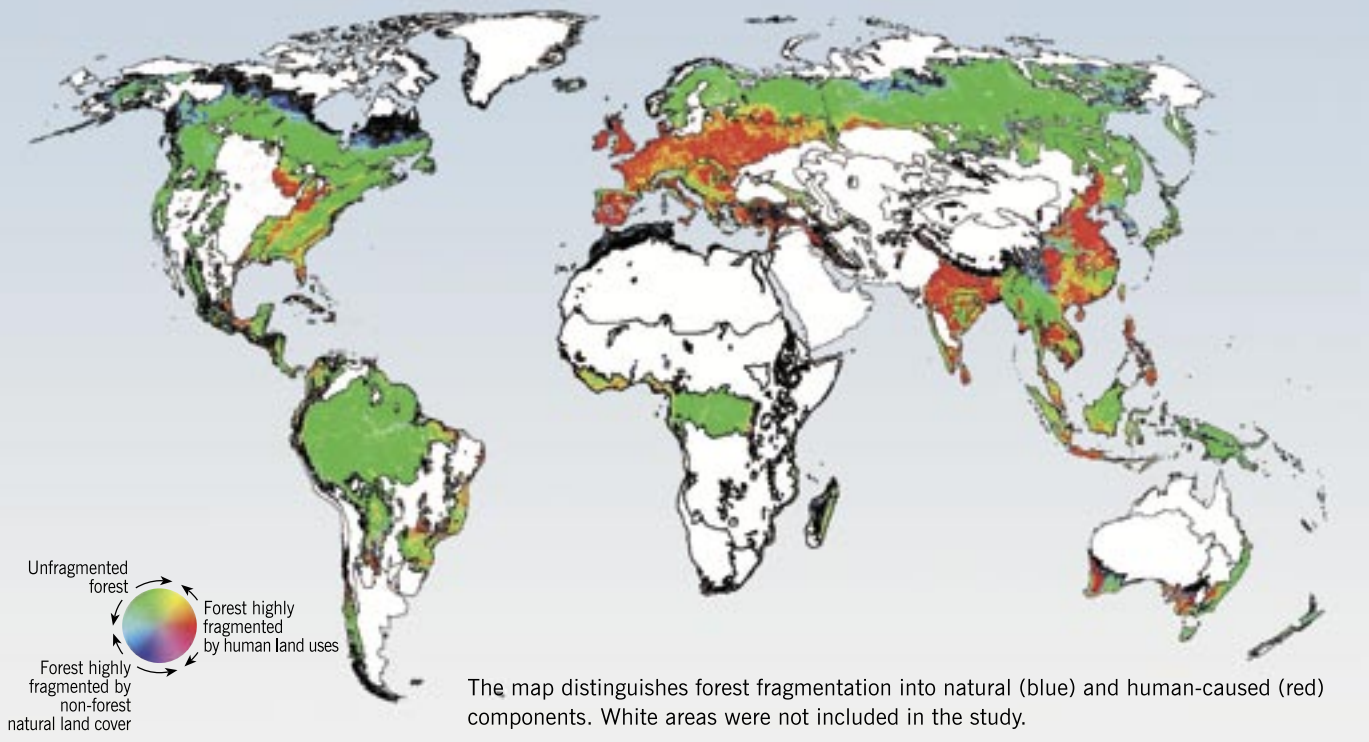 Unfragmented
forest
Forest highly
fragmented
by human land uses
Forest highly
fragmented by
non-forest
natural land cover
The map distinguishes forest fragmentation into natural (blue) and human-caused (red)
components. White areas were not included in the study.